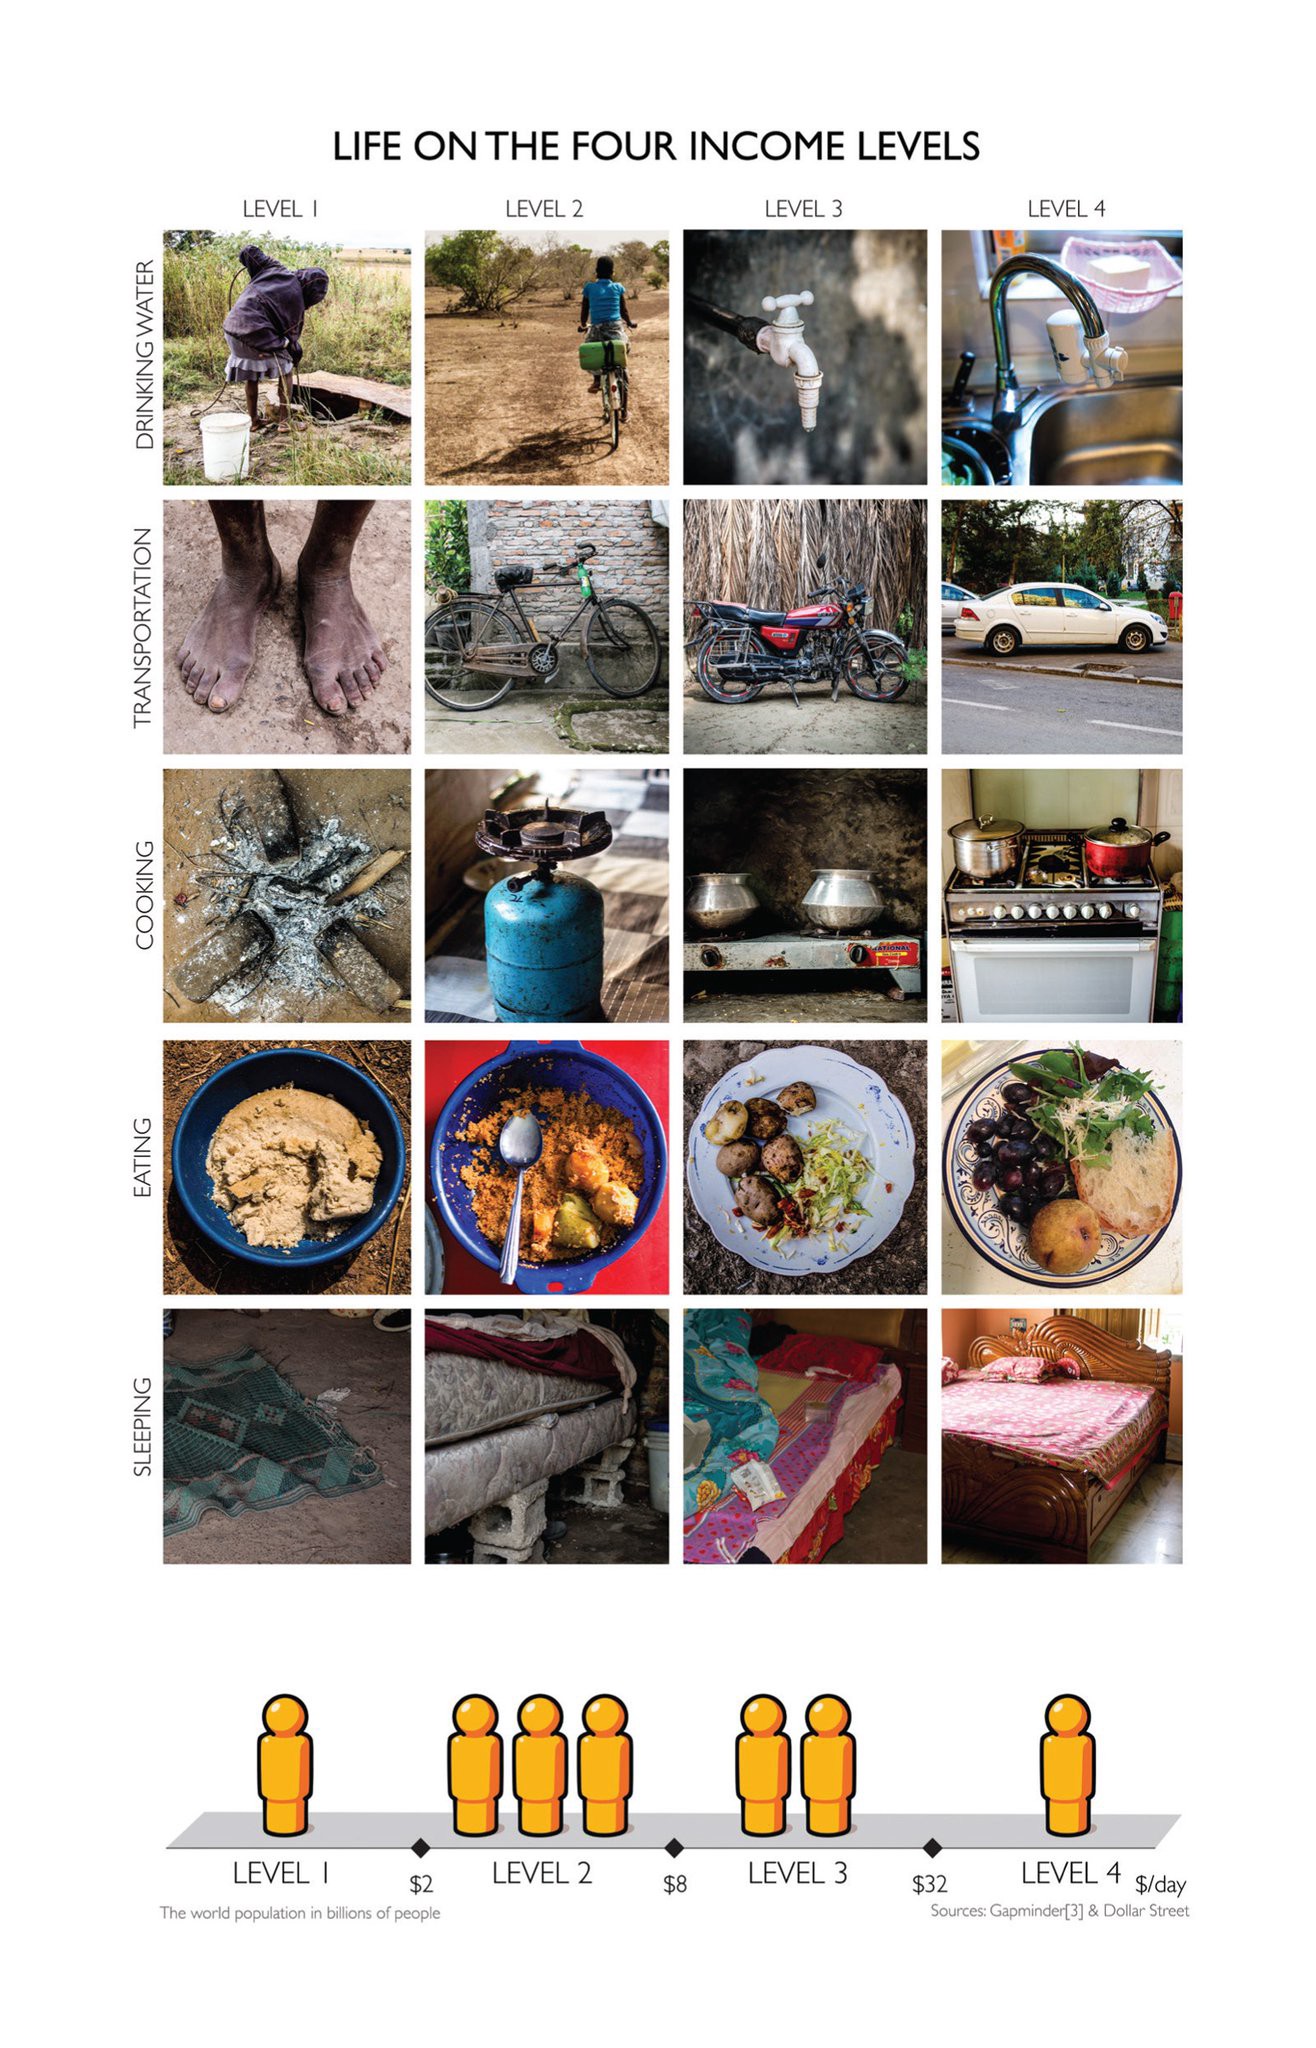 LIFE ON THE FOUR INCOME LEVELS
LEVEL 1
LEVEL 2
LEVEL 3
LEVEL 4
DRINKING WATER
TRANSPORTATION
COOKING
NATIONAL
EATING
SLEEPING
LEVEL 1
$2
LEVEL 2
$8
LEVEL 3
$32
LEVEL 4
$/day
The world population in billions of people
Sources: Gapminder[3] & Dollar Street